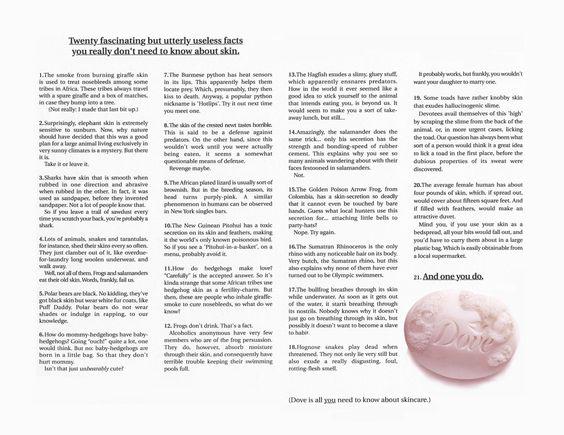 Twenty fascinating but utterly useless facts
you really don't need to know about skin.
1.The smoke from burning giraffe skin
is used to treat nosebleeds among some
tribes in Africa. These tribes always travel
with a spare giraffe and a box of matches,
in case they bump into a tree.
(Not really: I made that last bit up.)
2.Surprisingly, elephant skin is extremely
sensitive to sunburn. Now, why nature
should have decided that this was a good
plan for a large animal living exclusively in
very sunny climates is a mystery. But there
it is.
Take it or leave it.
3.Sharks have skin that is smooth when
rubbed in one direction and abrasive
when rubbed in the other. In fact, it was
used as sandpaper, before they invented
sandpaper. Not a lot of people know that.
So if you leave a trail of sawdust every
time you scratch your back, you're probably a
shark.
4.Lots of animals, snakes and tarantulas,
for instance, shed their skins every so often.
They just clamber out of it, like overdue-
for-laundry long woolen underwear, and
walk away.
Well, not all of them. Frogs and salamanders
eat their old skin. Words, frankly, fail us.
5.Polar bears are black. No kidding, they've
got black skin but wear white fur coats, like
Puff Daddy. Polar bears do not wear
shades or indulge in rapping, to our
knowledge.
6.How do mommy-hedgehogs have baby-
hedgehogs? Going "ouch!" quite a lot, one
would think. But no: baby-hedgehogs are
born in a little bag. So that they don't
hurt mommy.
Isn't that just unbearably cute?
7.The Burmese python has heat sensors
in its lips. This apparently helps them
locate prey. Which, presumably, they then
kiss to death. Anyway, a popular python
nickname is 'Hotlips'. Try it out next time
you meet one.
8.The skin of the crested newt tastes horrible.
This is said to be a defense against
predators. On the other hand, since this
wouldn't work until you were actually
being eaten, it seems a somewhat
questionable means of defense.
Revenge maybe.
9.The African plated lizard is usually sort of
brownish. But in the breeding season, its
head turns purply-pink. A similar
phenomenon in humans can be observed
in New York singles bars.
10.The New Guinean Pitohui has a toxic
secretion on its skin and feathers, making
it the world's only known poisonous bird.
So if you see a 'Pitohui-in-a-basket', on a
menu, probably avoid it.
11.How do hedgehogs make love?
"Carefully" is the accepted answer. So it's
kinda strange that some African tribes use
hedgehog skin as a fertility-charm. But
then, these are people who inhale giraffe-
smoke to cure nosebleeds, so what do we
know!
12. Frogs don't drink. That's a fact.
Alcoholics anonymous have very few
members who are of the frog persuasion.
They do, however, absorb moisture
through their skin, and consequently have
terrible trouble keeping their swimming
pools full.
13.The Hagfish exudes a slimy, gluey stuff,
which apparently ensnares predators.
How in the world it ever seemed like a
good idea to stick yourself to the animal
that intends eating you, is beyond us. It
would seem to make you a sort of take-
away lunch, but still...
14.Amazingly, the salamander does the
same trick... only his secretion has the
strength and bonding-speed of rubber
cement. This explains why you see so
many animals wandering about with their
faces festooned in salamanders.
Not.
15.The Golden Poison Arrow Frog, from
Colombia, has a skin-secretion so deadly
that it cannot even be touched by bare
hands. Guess what local hunters use this
secretion for... attaching little bells to
party-hats?
Nope. Try again.
16.The Sumatran Rhinoceros is the only
rhino with any noticeable hair on its body.
Very butch, the Sumatran rhino, but this
also explains why none of them have ever
turned out to be Olympic swimmers.
17.The bullfrog breathes through its skin
while underwater. As soon as it gets out
of the water, it starts breathing through
its nostrils. Nobody knows why it doesn't
just go on breathing through its skin, but
possibly it doesn't want to become a slave
to habit.
18.Hognose snakes play dead when
threatened. They not only lie very still but
also exude a really disgusting, foul,
rotting-flesh smell.
It probably works, but frankly, you wouldn't
want your daughter to marry one.
19. Some toads have rather knobbly skin
that exudes hallucinogenic slime.
Devotees avail themselves of this 'high'
by scraping the slime from the back of the
animal, or, in more urgent cases, licking
the toad. Our question has always been what
sort of a person would think it a great idea
to lick a toad in the first place, before the
dubious properties of its sweat were
discovered.
20.The average female human has about
four pounds of skin, which, if spread out,
would cover about fifteen square feet. And
if filled with feathers, would make an
attractive duvet.
Mind you, if you use your skin as a
bedspread, all your bits would fall out, and
you'd have to carry them about in a large
plastic bag. Which is easily obtainable from
a local supermarket.
21. And one you do.
Dove
(Dove is all you need to know about skincare.)